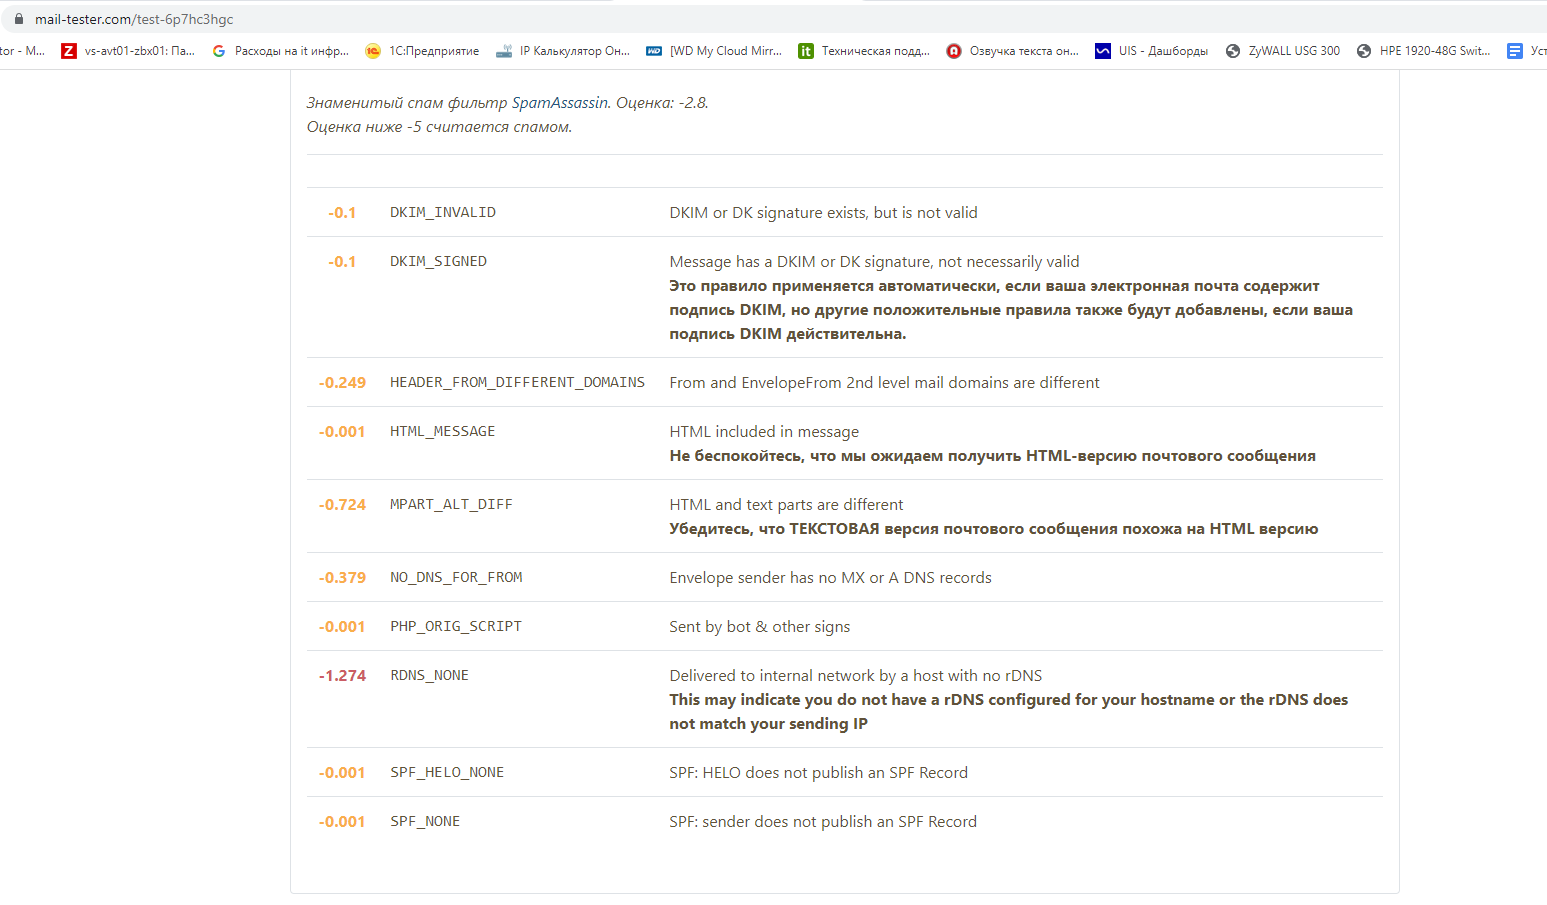 mail-tester.com/test-6p7hc3hgc
tor - M... vs-avt01-zbx01: Па... Расходы на it инфр... 1С:Предприятие IP Калькулятор Он... [WD My Cloud Mirr... Техническая подд... Озвучка текста он... UIS - Дашборды ZyWALL USG 300 HPE 1920-48G Swit... Уст
Знаменитый спам фильтр SpamAssassin. Оценка: -2.8.
Оценка ниже -5 считается спамом.
-0.1 DKIM_INVALID DKIM or DK signature exists, but is not valid
-0.1 DKIM_SIGNED Message has a DKIM or DK signature, not necessarily valid
Это правило применяется автоматически, если ваша электронная почта содержит
подпись DKIM, но другие положительные правила также будут добавлены, если ваша
подпись DKIM действительна.
-0.249 HEADER_FROM_DIFFERENT_DOMAINS From and EnvelopeFrom 2nd level mail domains are different
-0.001 HTML_MESSAGE HTML included in message
Не беспокойтесь, что мы ожидаем получить HTML-версию почтового сообщения
-0.724 MPART_ALT_DIFF HTML and text parts are different
Убедитесь, что ТЕКСТОВАЯ версия почтового сообщения похожа на HTML версию
-0.379 NO_DNS_FOR_FROM Envelope sender has no MX or A DNS records
-0.001 PHP_ORIG_SCRIPT Sent by bot & other signs
-1.274 RDNS_NONE Delivered to internal network by a host with no rDNS
This may indicate you do not have a rDNS configured for your hostname or the rDNS does
not match your sending IP
-0.001 SPF_HELO_NONE SPF: HELO does not publish an SPF Record
-0.001 SPF_NONE SPF: sender does not publish an SPF Record